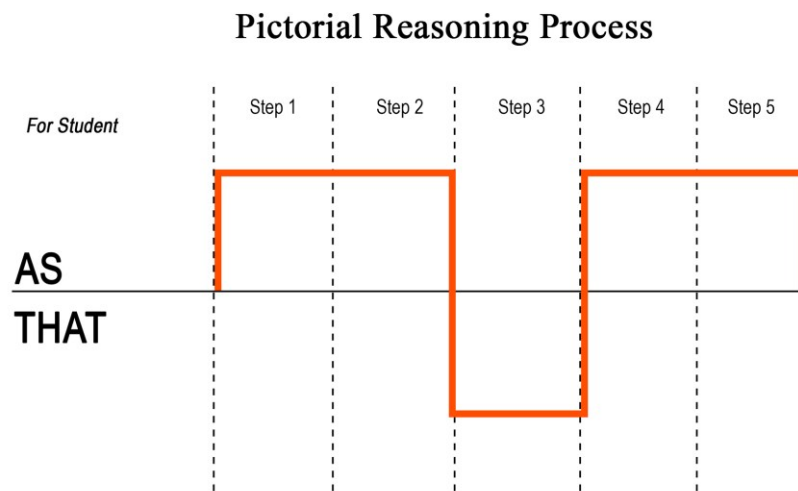 Pictorial Reasoning Process
For Student
Step 1
Step 2
Step 3
Step 4
Step 5
AS
THAT